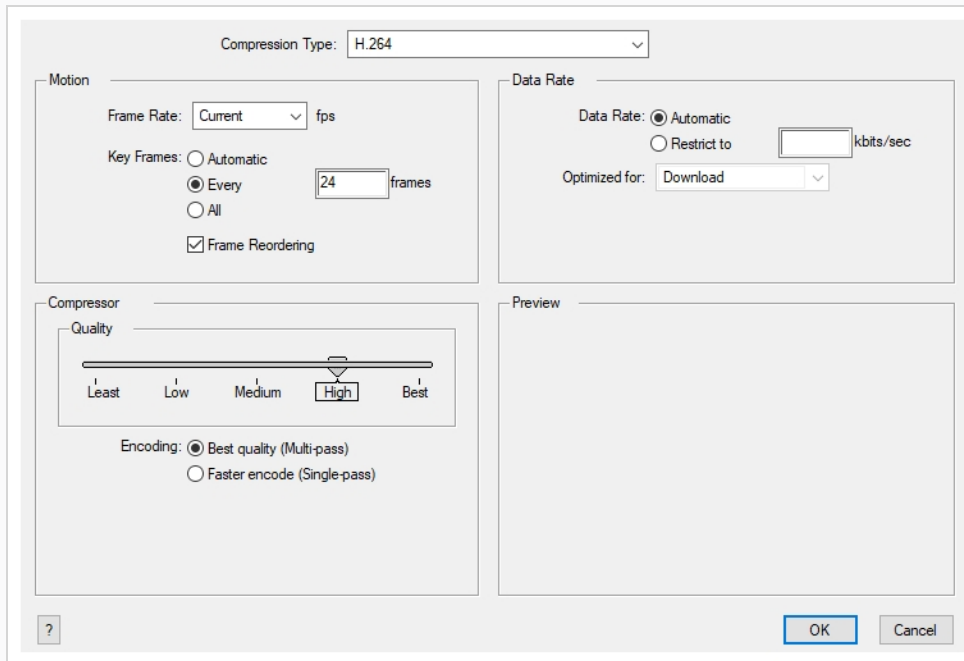 Compression Type: H.264
Motion
Frame Rate: Current fps
Key Frames: Automatic
Every 24 frames
All
Frame Reordering
Data Rate
Data Rate: Automatic
Restrict to kbits/sec
Optimized for: Download
Compressor
Quality
Least Low Medium High Best
Encoding: Best quality (Multi-pass)
Faster encode (Single-pass)
Preview
? OK Cancel